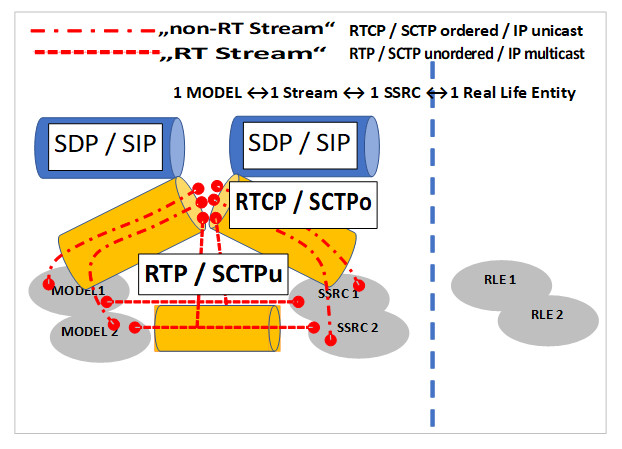 „non-RT Stream“ RTCP / SCTP ordered / IP unicast
„RT Stream“ RTP / SCTP unordered / IP multicast
1 MODEL ↔1 Stream ↔ 1 SSRC ↔1 Real Life Entity
SDP / SIP
SDP / SIP
RTCP / SCTPo
RTP / SCTPu
MODEL1
MODEL 2
SSRC 1
SSRC 2
RLE 1
RLE 2